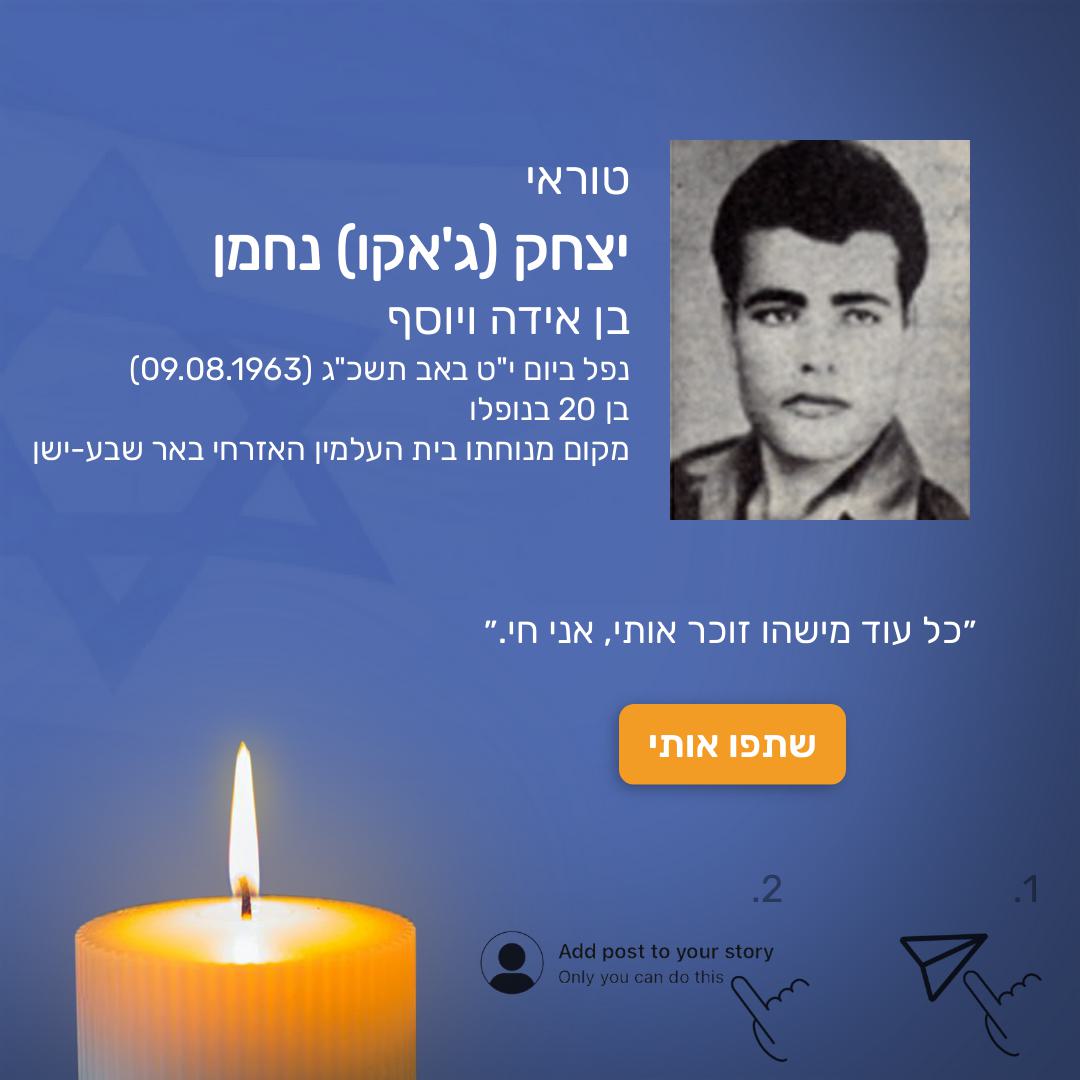 טוראי
יצחק (ג'אקו) נחמן
בן אידה ויוסף
נפל ביום י"ט באב תשכ"ג (09.08.1963)
בן 20 בנופלו
מקום מנוחתו בית העלמין האזרחי באר שבע-ישן
״כל עוד מישהו זוכר אותי, אני חי.״
שתפו אותי
.1
.2
Add post to your story
Only you can do this